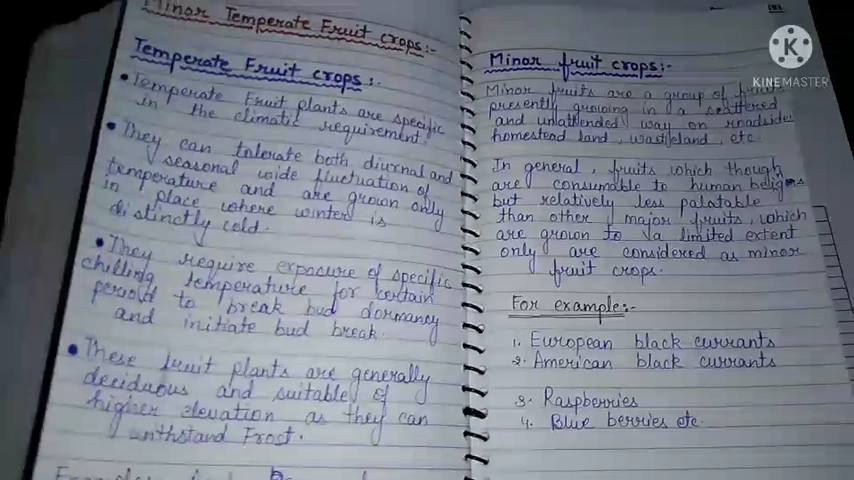 Minor Temperate Fruit crops:-
Temperate Fruit crops:-
• Temperate Fruit plants are specific
in the climatic requirement.
• They can tolerate both diurnal and
seasonal wide fluctuation of
temperature and are grown only
in place where winter is
distinctly cold.
• They require exposure of specific
chilling temperature for certain
period to break bud dormancy
and initiate bud break.
• These fruit plants are generally
deciduous and suitable of
higher elevation as they can
withstand Frost.
Minor fruit crops:-
Minor fruits are a group of fruits
presently growing in a scattered
and unattended way on roadside
homestead land, wasteland, etc
In general, fruits which though
are consumable to human beigns
but relatively less palatable
than other major fruits, which
are grown to a limited extent
only are considered as minor
fruit crops.
For example:-
1. European black currants
2. American black currants
3. Raspberries
4. Blue berries etc.
K
KINEMASTER